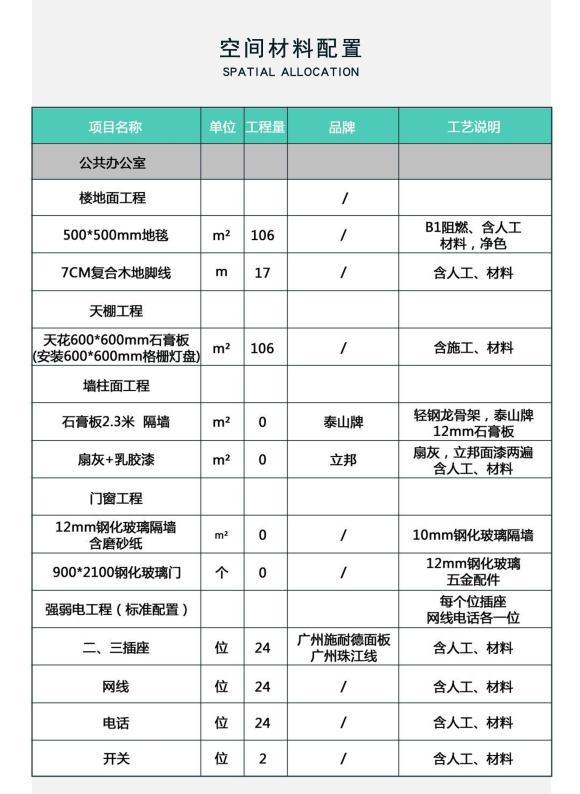 空间材料配置
SPATIAL ALLOCATION
项目名称 单位 工程量 品牌 工艺说明
公共办公室
楼地面工程 /
500*500mm地毯 m² 106 / B1阻燃、含人工
材料，净色
7CM复合木地脚线 m 17 / 含人工、材料
天棚工程
天花600*600mm石膏板
(安装600*600mm格栅灯盘) m² 106 / 含施工、材料
墙柱面工程
石膏板2.3米 隔墙 m² 0 泰山牌 轻钢龙骨架，泰山牌
12mm石膏板
扇灰+乳胶漆 m² 0 立邦 扇灰，立邦面漆两遍
含人工、材料
门窗工程
12mm钢化玻璃隔墙
含磨砂纸 m² 0 / 10mm钢化玻璃隔墙
900*2100钢化玻璃门 个 0 / 12mm钢化玻璃
五金配件
强弱电工程（标准配置） 每个位插座
网线电话各一位
二、三插座 位 24 广州施耐德面板
广州珠江线 含人工、材料
网线 位 24 / 含人工、材料
电话 位 24 / 含人工、材料
开关 位 2 / 含人工、材料